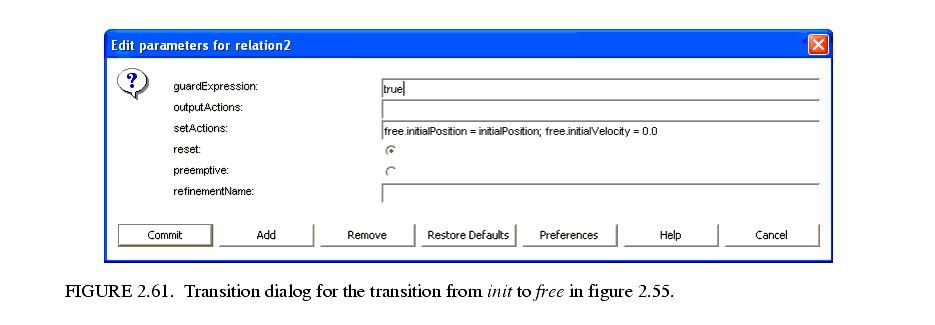 Edit parameters for relation2
?
guardExpression: true
outputActions:
setActions: free.initialPosition = initialPosition; free.initialVelocity = 0.0
reset:
preemptive:
refinementName:
Commit Add Remove Restore Defaults Preferences Help Cancel
FIGURE 2.61. Transition dialog for the transition from init to free in figure 2.55.